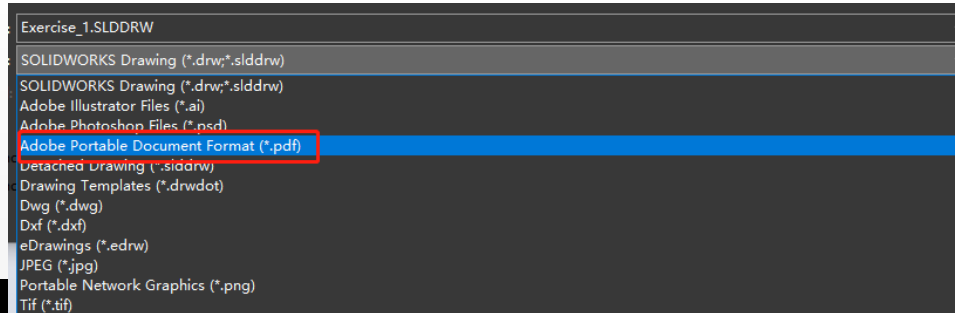 Exercise_1.SLDDRW
SOLIDWORKS Drawing (*.drw;*.slddrw)
SOLIDWORKS Drawing (*.drw;*.slddrw)
Adobe Illustrator Files (*.ai)
Adobe Photoshop Files (*.psd)
Adobe Portable Document Format (*.pdf)
Detached Drawing (*.slddrw)
Drawing Templates (*.drwdot)
Dwg (*.dwg)
Dxf (*.dxf)
eDrawings (*.edrw)
JPEG (*.jpg)
Portable Network Graphics (*.png)
Tif (*.tif)